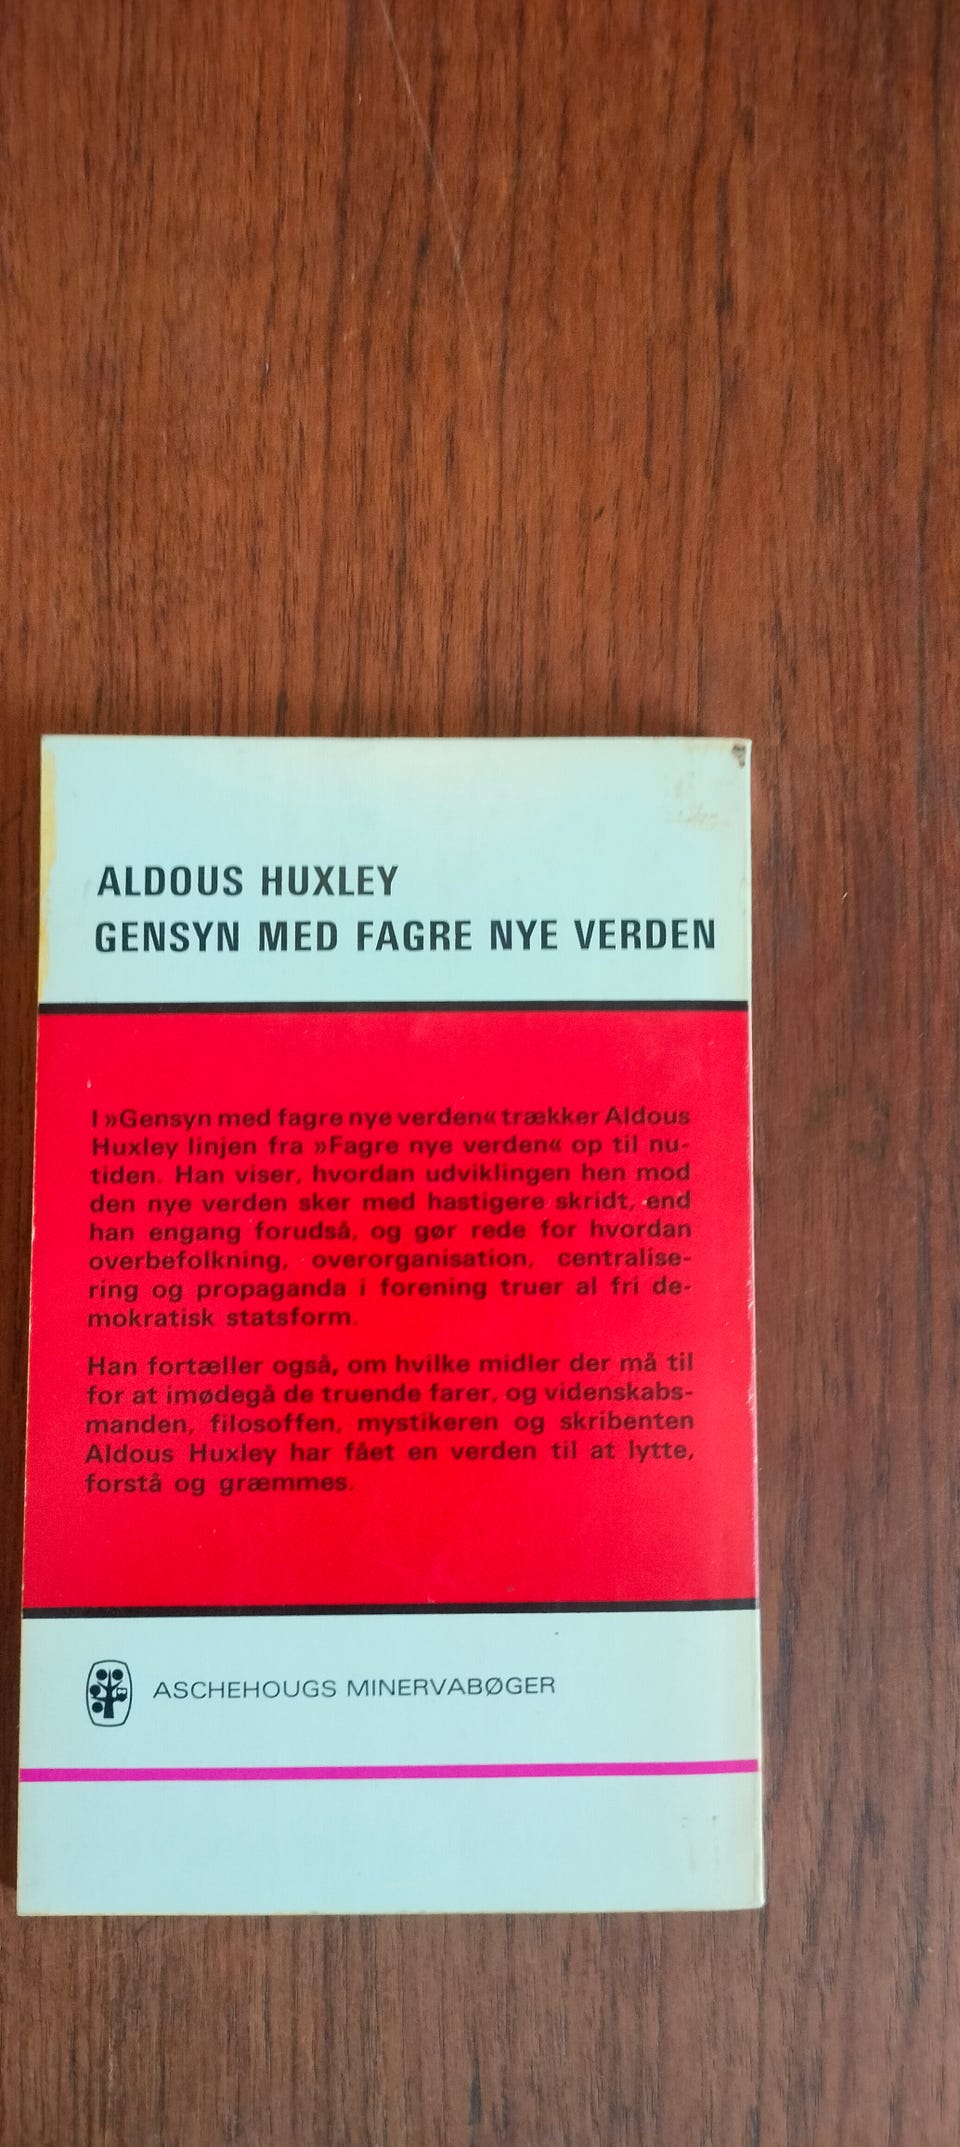 ALDOUS HUXLEY
GENSYN MED FAGRE NYE VERDEN
I »Gensyn med fagre nye verden« trækker Aldous
Huxley linjen fra »Fagre nye verden« op til nu-
tiden. Han viser, hvordan udviklingen hen mod
den nye verden sker med hastigere skridt, end
han engang forudså, og gør rede for hvordan
overbefolkning, overorganisation, centralise-
ring og propaganda i forening truer al fri de-
mokratisk statsform.
Han fortæller også, om hvilke midler der må til
for at imødegå de truende farer, og videnskabs-
manden, filosoffen, mystikeren og skribenten
Aldous Huxley har fået en verden til at lytte,
forstå og græmmes.
ASCHEHOUGS MINERVABØGER